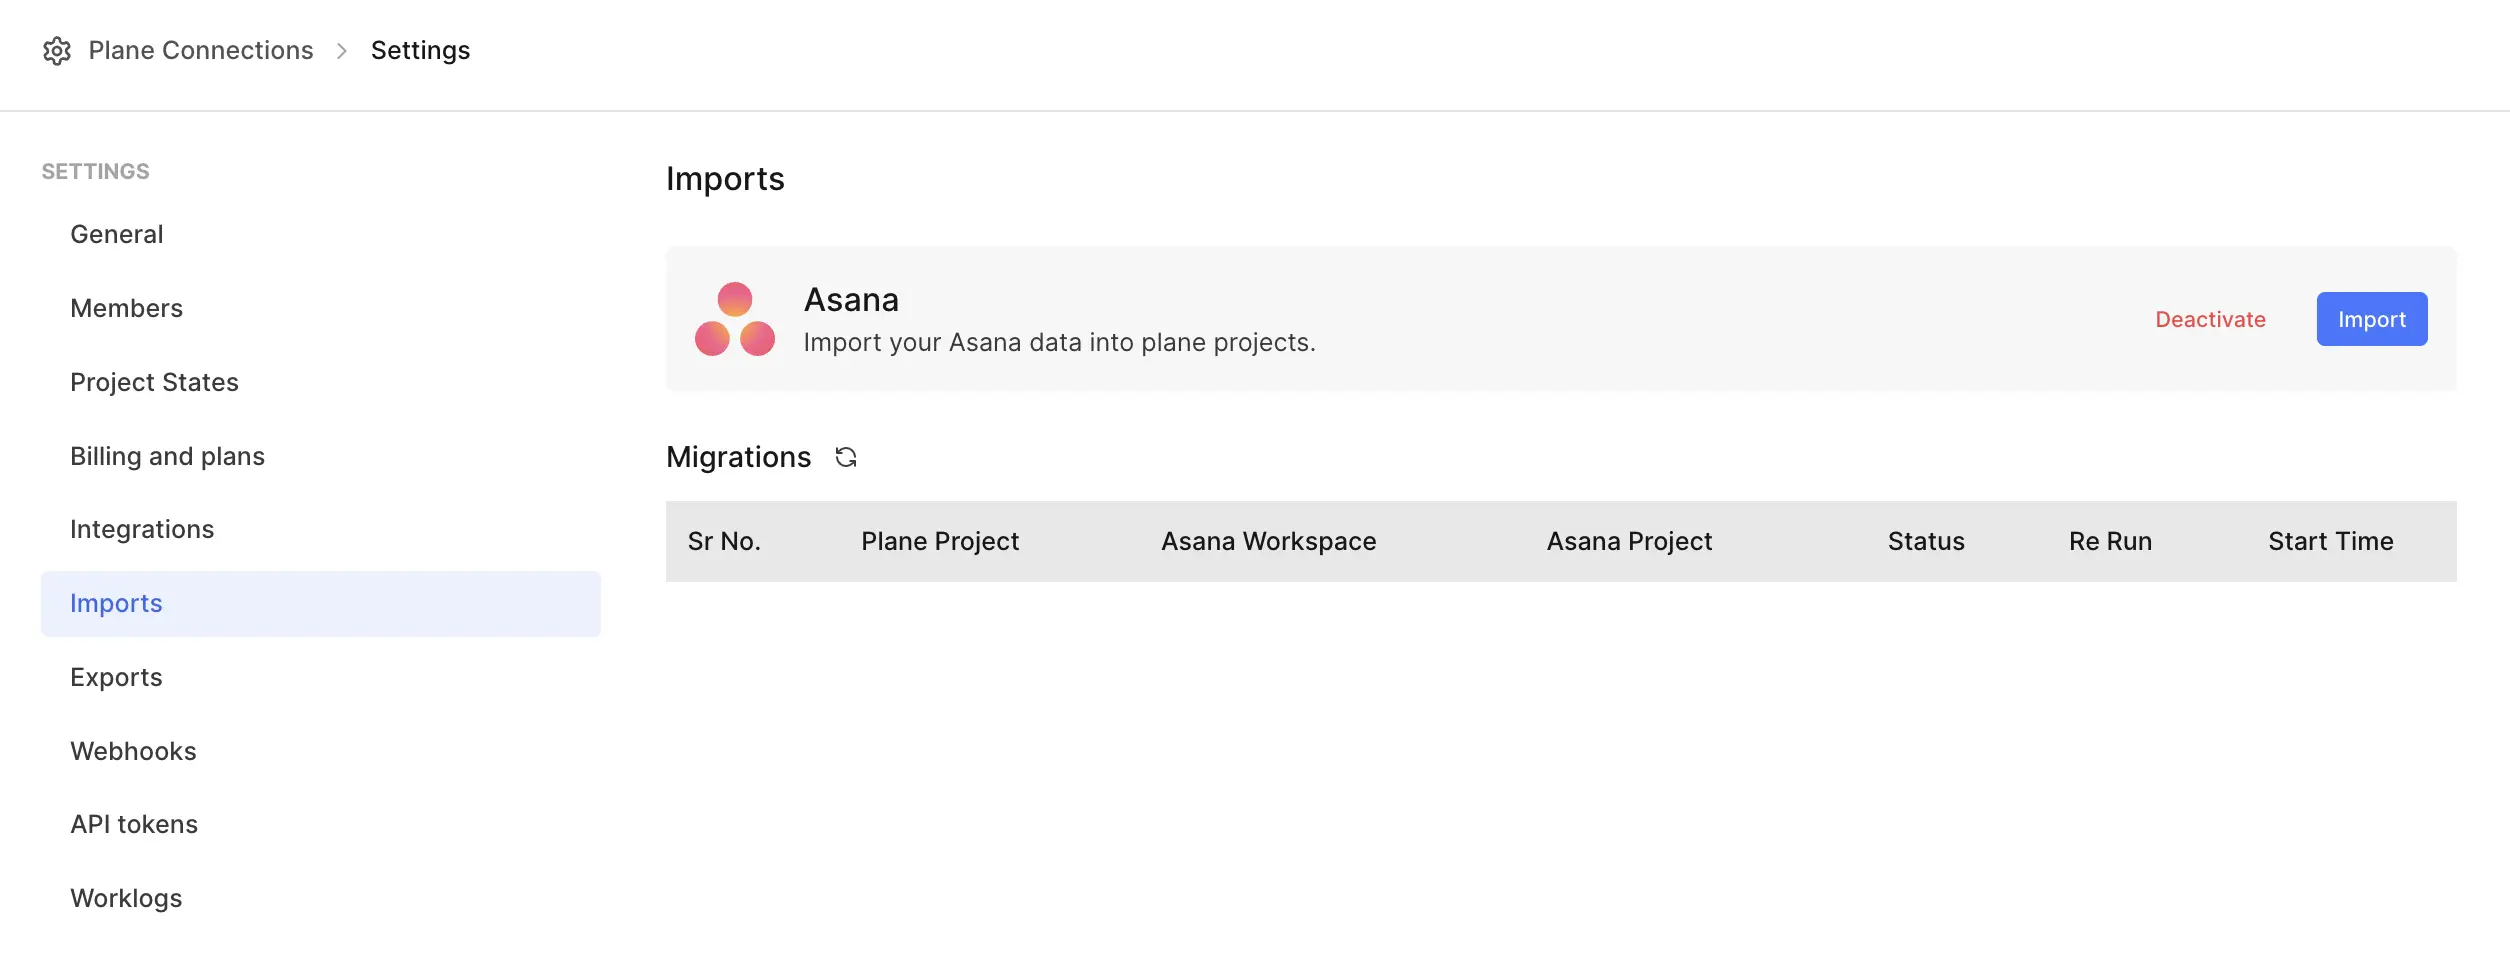 Plane Connections > Settings
SETTINGS
General
Members
Project States
Billing and plans
Integrations
Imports
Exports
Webhooks
API tokens
Worklogs
Imports
Asana
Import your Asana data into plane projects.
Deactivate
Import
Migrations
Sr No. Plane Project Asana Workspace Asana Project Status Re Run Start Time